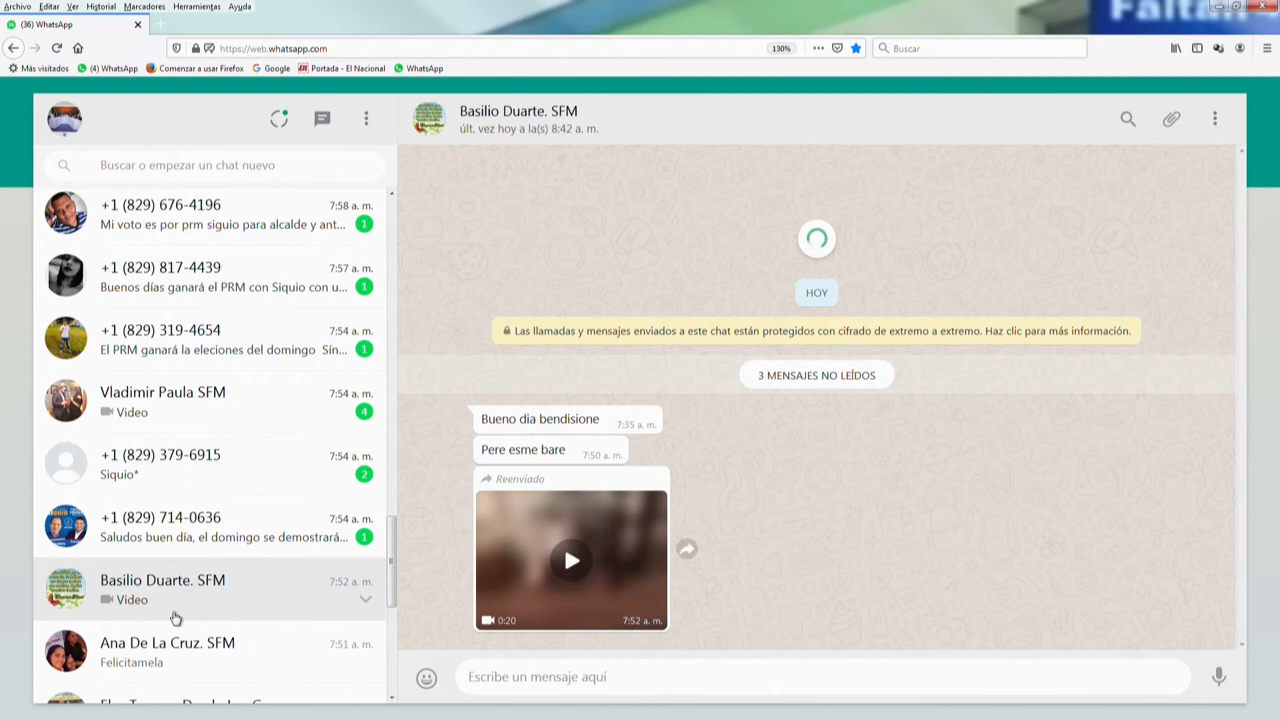 Archivo Editar Ver Historial Marcadores Herramientas Ayuda
Faltan
(36) WhatsApp
https://web.whatsapp.com
130%
Buscar
Más visitados (4) WhatsApp Comenzar a usar Firefox Google Portada - El Nacional WhatsApp
Basilio Duarte. SFM
últ. vez hoy a la(s) 8:42 a. m.
Buscar o empezar un chat nuevo
+1 (829) 676-4196 7:58 a. m.
Mi voto es por prm siguio para alcalde y ant... 1
+1 (829) 817-4439 7:57 a. m.
Buenos días ganará el PRM con Siquio con u... 1
+1 (829) 319-4654 7:54 a. m.
El PRM ganará la eleciones del domingo Sín... 1
Vladimir Paula SFM 7:54 a. m.
Video 4
+1 (829) 379-6915 7:54 a. m.
Siquio* 2
+1 (829) 714-0636 7:54 a. m.
Saludos buen día, el domingo se demostrará... 1
Basilio Duarte. SFM 7:52 a. m.
Video
Ana De La Cruz. SFM 7:51 a. m.
Felicitamela
HOY
Las llamadas y mensajes enviados a este chat están protegidos con cifrado de extremo a extremo. Haz clic para más información.
3 MENSAJES NO LEÍDOS
Bueno dia bendisione 7:35 a. m.
Pere esme bare 7:50 a. m.
Reenviado
0:20 7:52 a. m.
Escribe un mensaje aquí